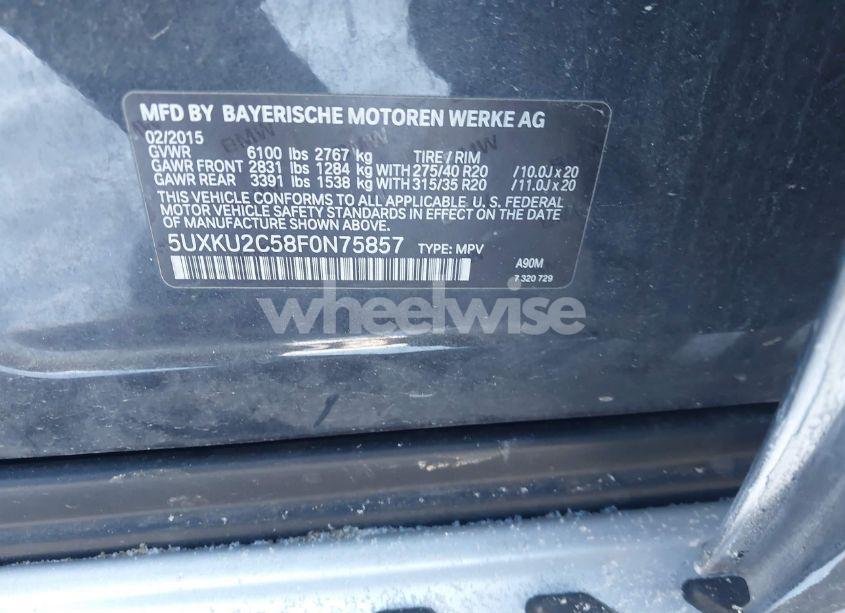 MFD BY BAYERISCHE MOTOREN WERKE AG
02/2015
GVWR 6100 lbs 2767 kg TIRE / RIM
GAWR FRONT 2831 lbs 1284 kg WITH 275/40 R20 /10.0J x 20
GAWR REAR 3391 lbs 1538 kg WITH 315/35 R20 /11.0J x 20
THIS VEHICLE CONFORMS TO ALL APPLICABLE. U. S. FEDERAL
MOTOR VEHICLE SAFETY STANDARDS IN EFFECT ON THE DATE
OF MANUFACTURE SHOWN ABOVE.
5UXKU2C58F0N75857 TYPE: MPV
A90M
7 320 729
wheelwise